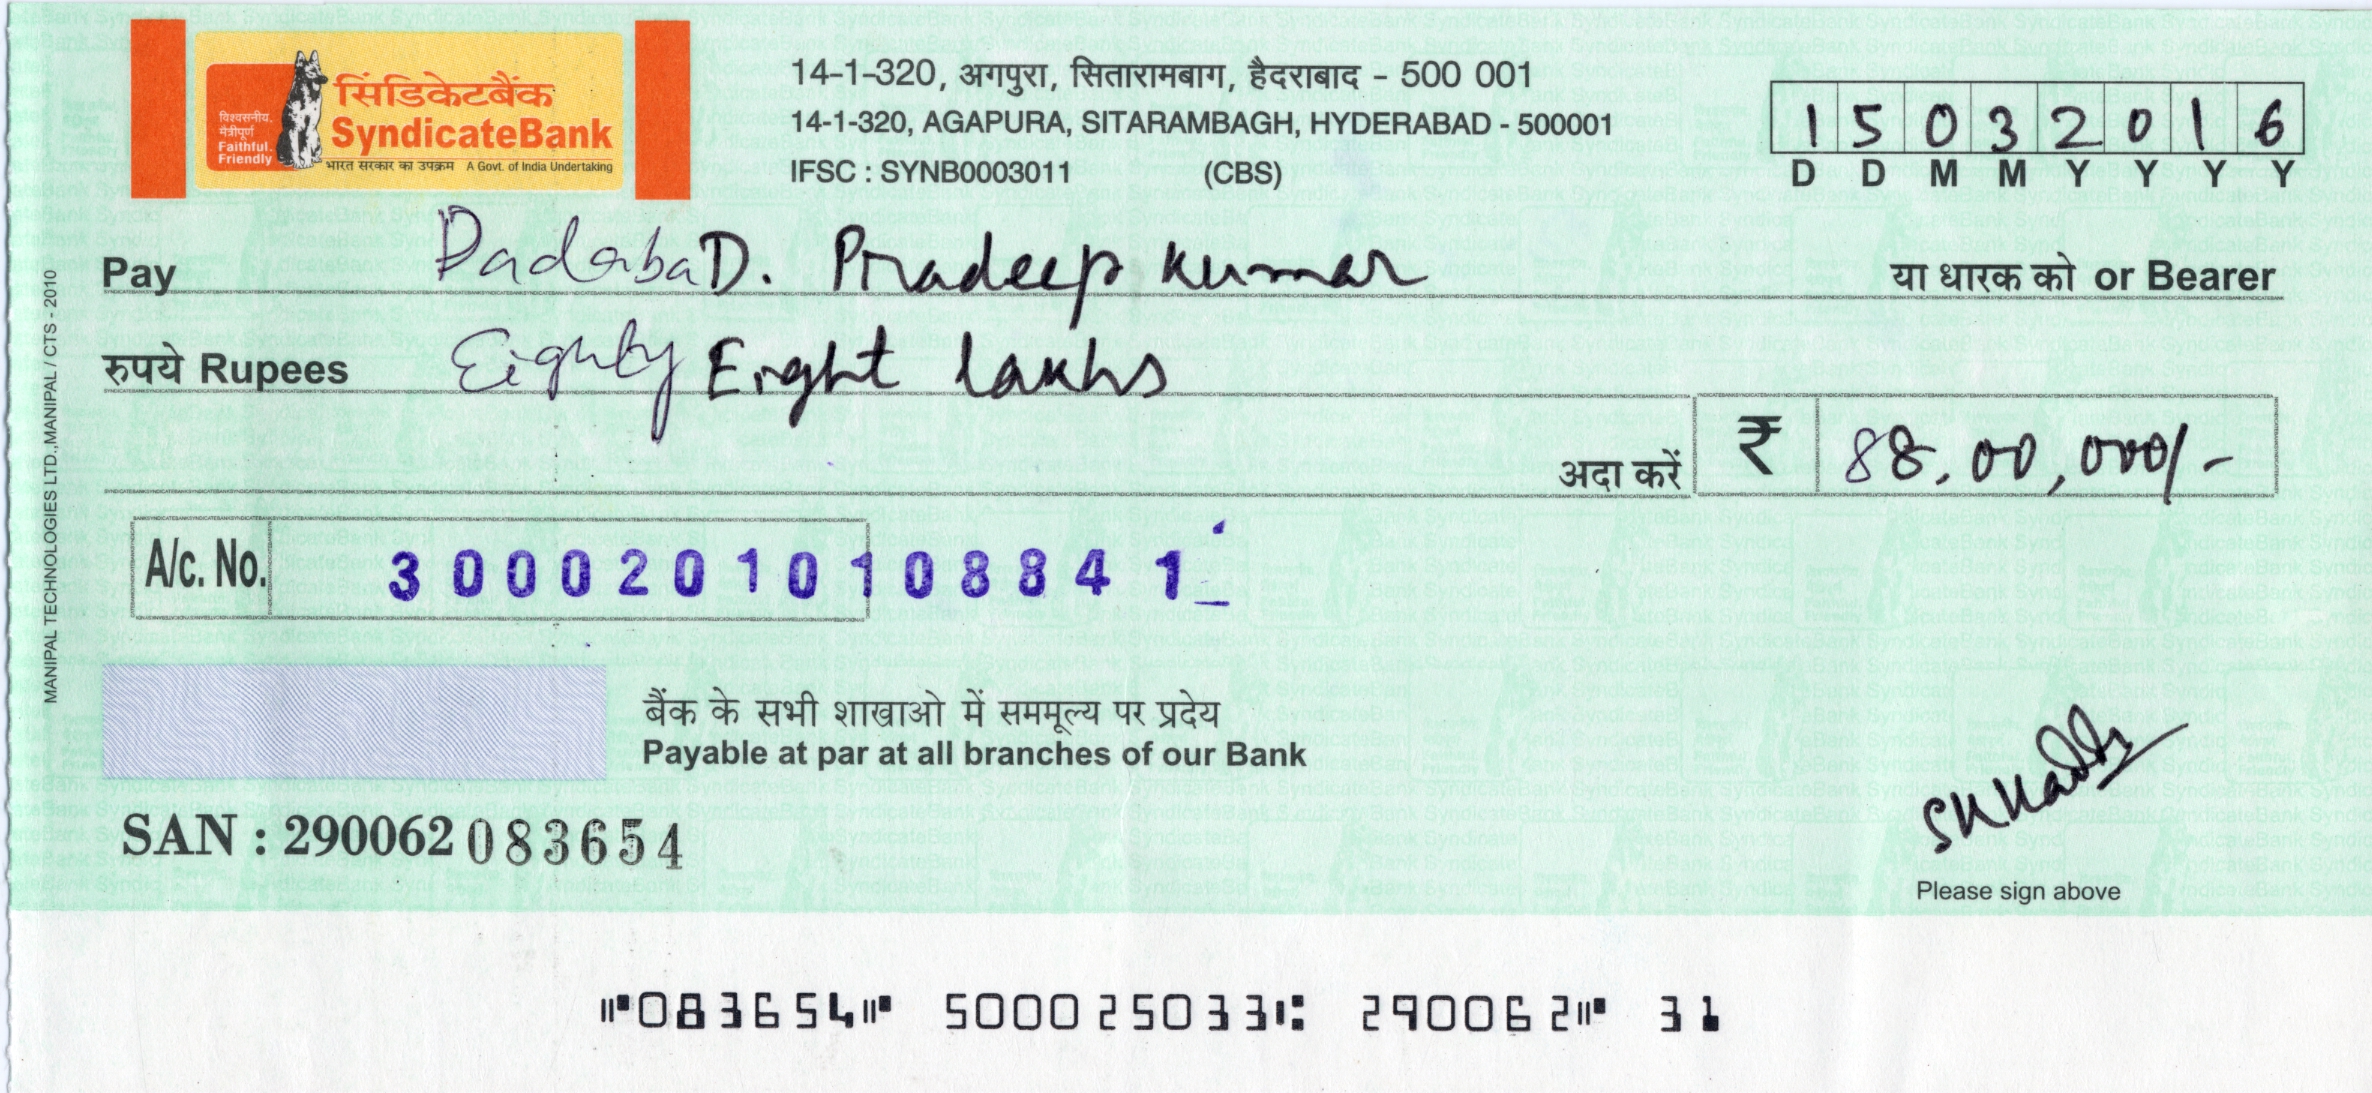 विश्वसनीय, मैत्रीपूर्ण
Faithful. Friendly
सिंडिकेटबैंक
SyndicateBank
भारत सरकार का उपक्रम A Govt. of India Undertaking
14-1-320, अगपुरा, सितारामबाग, हैदराबाद - 500 001
14-1-320, AGAPURA, SITARAMBAGH, HYDERABAD - 500001
IFSC : SYNB0003011 (CBS)
1 5 0 3 2 0 1 6
D D M M Y Y Y Y
Pay D. Pradeep Kumar या धारक को or Bearer
रुपये Rupees Eighty Eight lakhs
अदा करें ₹ 88,00,000/-
A/c. No. 30002010108841
बैंक के सभी शाखाओ में सममूल्य पर प्रदेय
Payable at par at all branches of our Bank
SAN : 290062 083654
Please sign above
MANIPAL TECHNOLOGIES LTD.,MANIPAL / CTS - 2010
⑈083654⑈ 500025033⑆ 290062⑈ 31